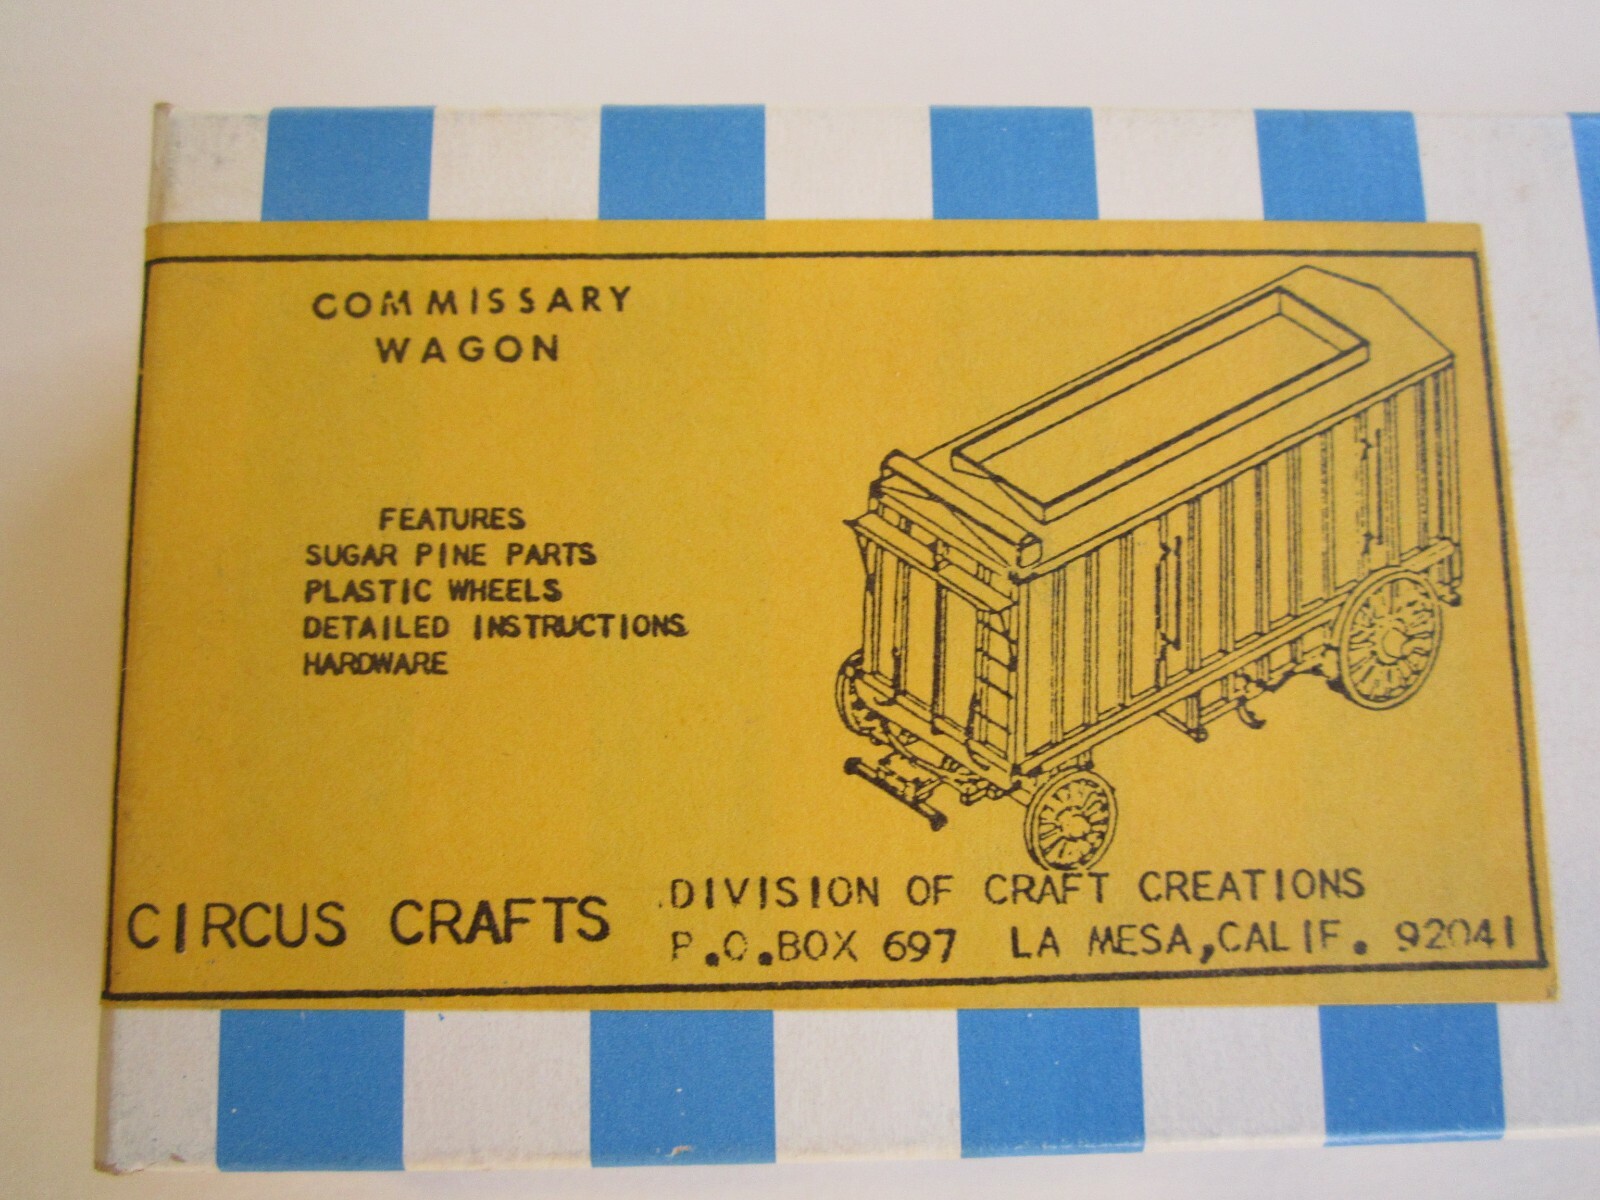 COMMISSARY
WAGON
FEATURES
SUGAR PINE PARTS
PLASTIC WHEELS
DETAILED INSTRUCTIONS
HARDWARE
CIRCUS CRAFTS
DIVISION OF CRAFT CREATIONS
P.O.BOX 697 LA MESA,CALIF. 92041